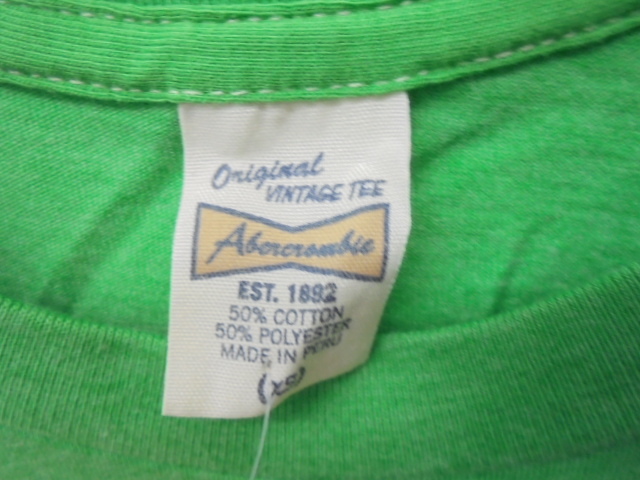 Original
VINTAGE TEE
Abercrombie
EST. 1892
50% COTTON
50% POLYESTER
MADE IN PERU
(XS)